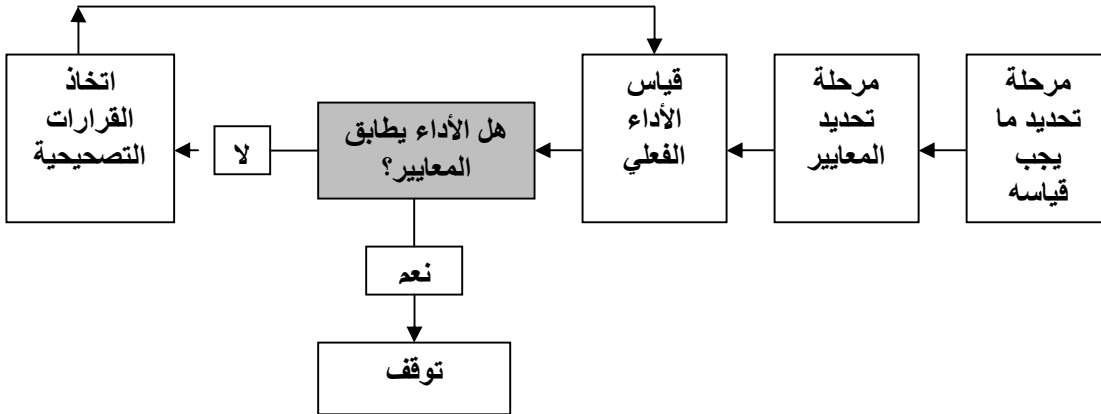 مرحلة
تحديد ما
يجب
قياسه
مرحلة
تحديد
المعايير
قياس
الأداء
الفعلي
هل الأداء يطابق
المعايير؟
لا
اتخاذ
القرارات
التصحيحية
نعم
توقف